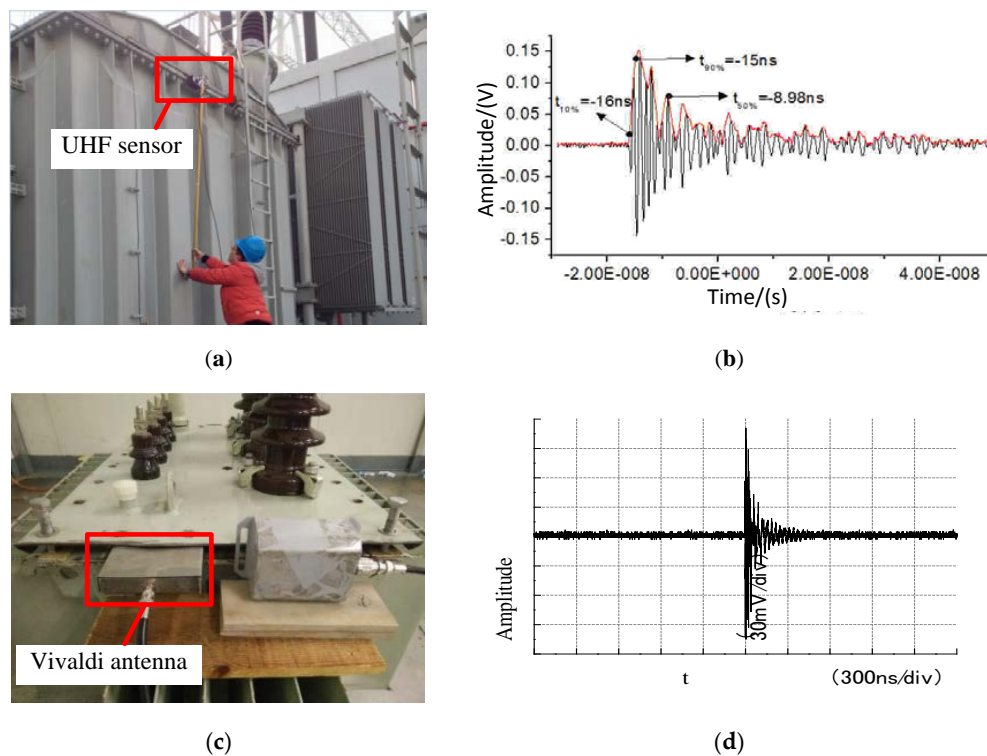 UHF sensor
0.15
0.10
0.05
0.00
-0.05
-0.10
-0.15
Amplitude/(V)
t10%=-16ns
t90%=-15ns
t50%=-8.98ns
-2.00E-008 0.00E+000 2.00E-008 4.00E-008
Time/(s)
(a)
(b)
Vivaldi antenna
Amplitude
(30mV/div)
t (300ns/div)
(c)
(d)